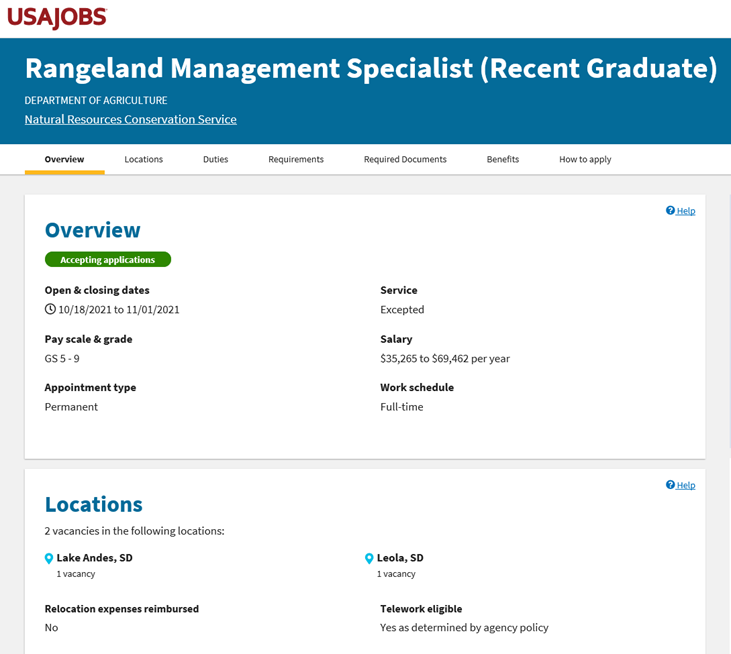 USAJOBS
Rangeland Management Specialist (Recent Graduate)
DEPARTMENT OF AGRICULTURE
Natural Resources Conservation Service
Overview Locations Duties Requirements Required Documents Benefits How to apply
Help
Overview
Accepting applications
Open & closing dates
10/18/2021 to 11/01/2021
Service
Excepted
Pay scale & grade
GS 5 - 9
Salary
$35,265 to $69,462 per year
Appointment type
Permanent
Work schedule
Full-time
Help
Locations
2 vacancies in the following locations:
Lake Andes, SD
1 vacancy
Leola, SD
1 vacancy
Relocation expenses reimbursed
No
Telework eligible
Yes as determined by agency policy